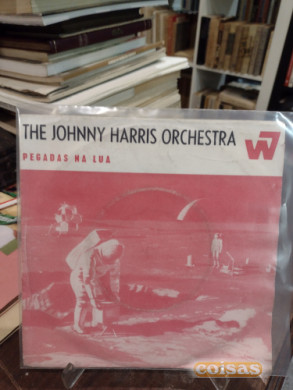 THE JOHNNY HARRIS ORCHESTRA
W7
PEGADAS NA LUA
coisas